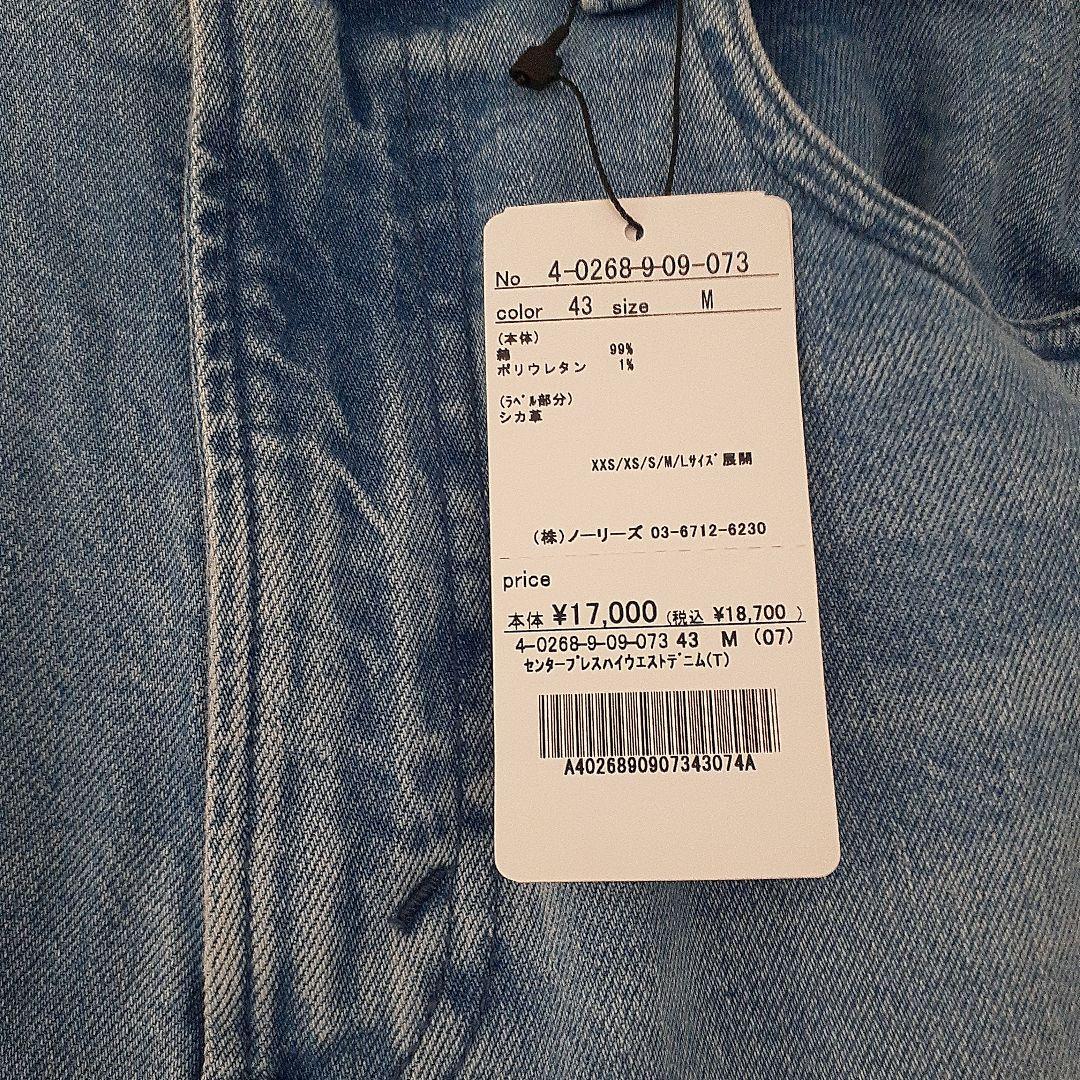 No 4-0268-9-09-073
color 43 size M
(本体)
綿 99%
ポリウレタン 1%
(ﾗﾍﾞﾙ部分)
シカ革
XXS/XS/S/M/Lｻｲｽﾞ展開
(株)ノーリーズ 03-6712-6230
price
本体 ¥17,000 (税込 ¥18,700 )
4-0268-9-09-073 43 M (07)
ｾﾝﾀｰﾌﾟﾚｽﾊｲｳｴｽﾄﾃﾞﾆﾑ(T)
A4026890907343074A